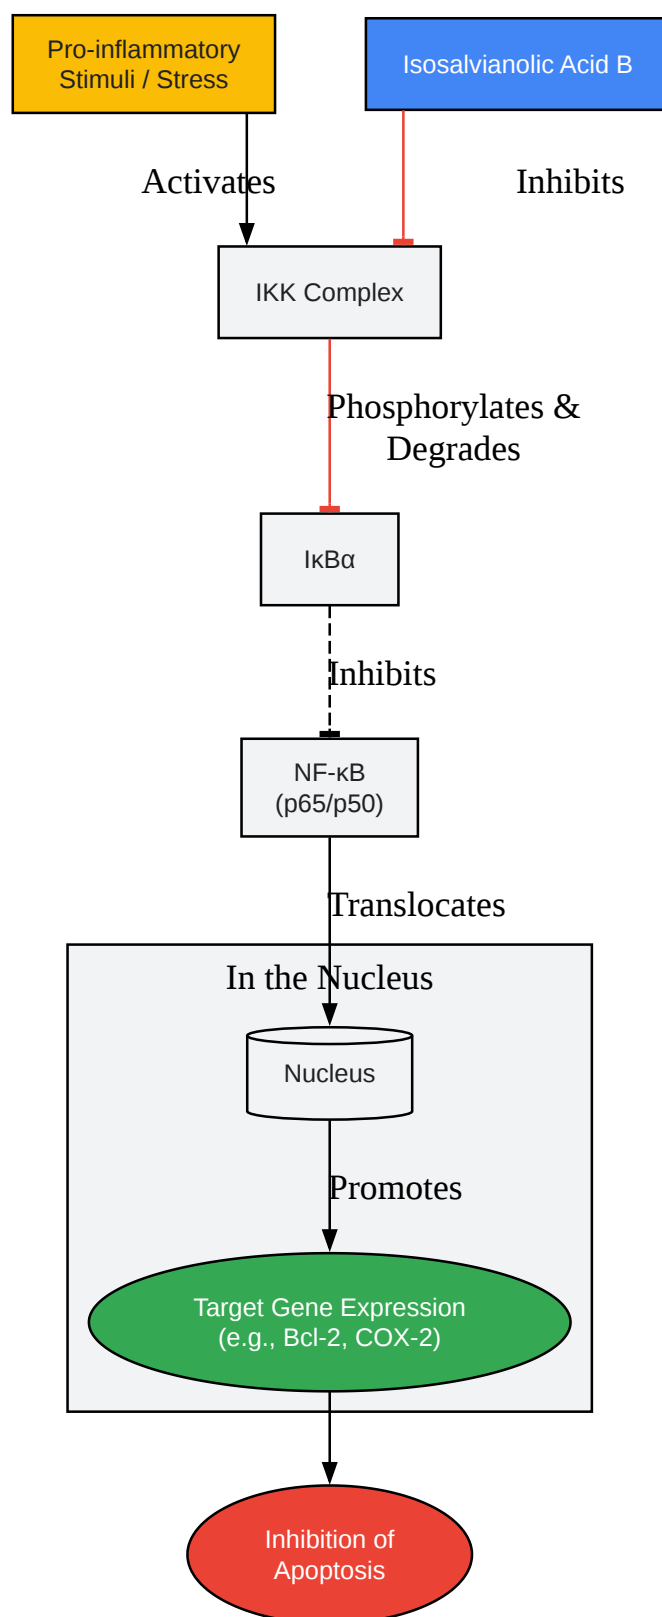 Pro-inflammatory
Stimuli / Stress
Isosalvianolic Acid B
Activates
Inhibits
IKK Complex
Phosphorylates &
Degrades
IκBα
Inhibits
NF-κB
(p65/p50)
Translocates
In the Nucleus
Nucleus
Promotes
Target Gene Expression
(e.g., Bcl-2, COX-2)
Inhibition of
Apoptosis